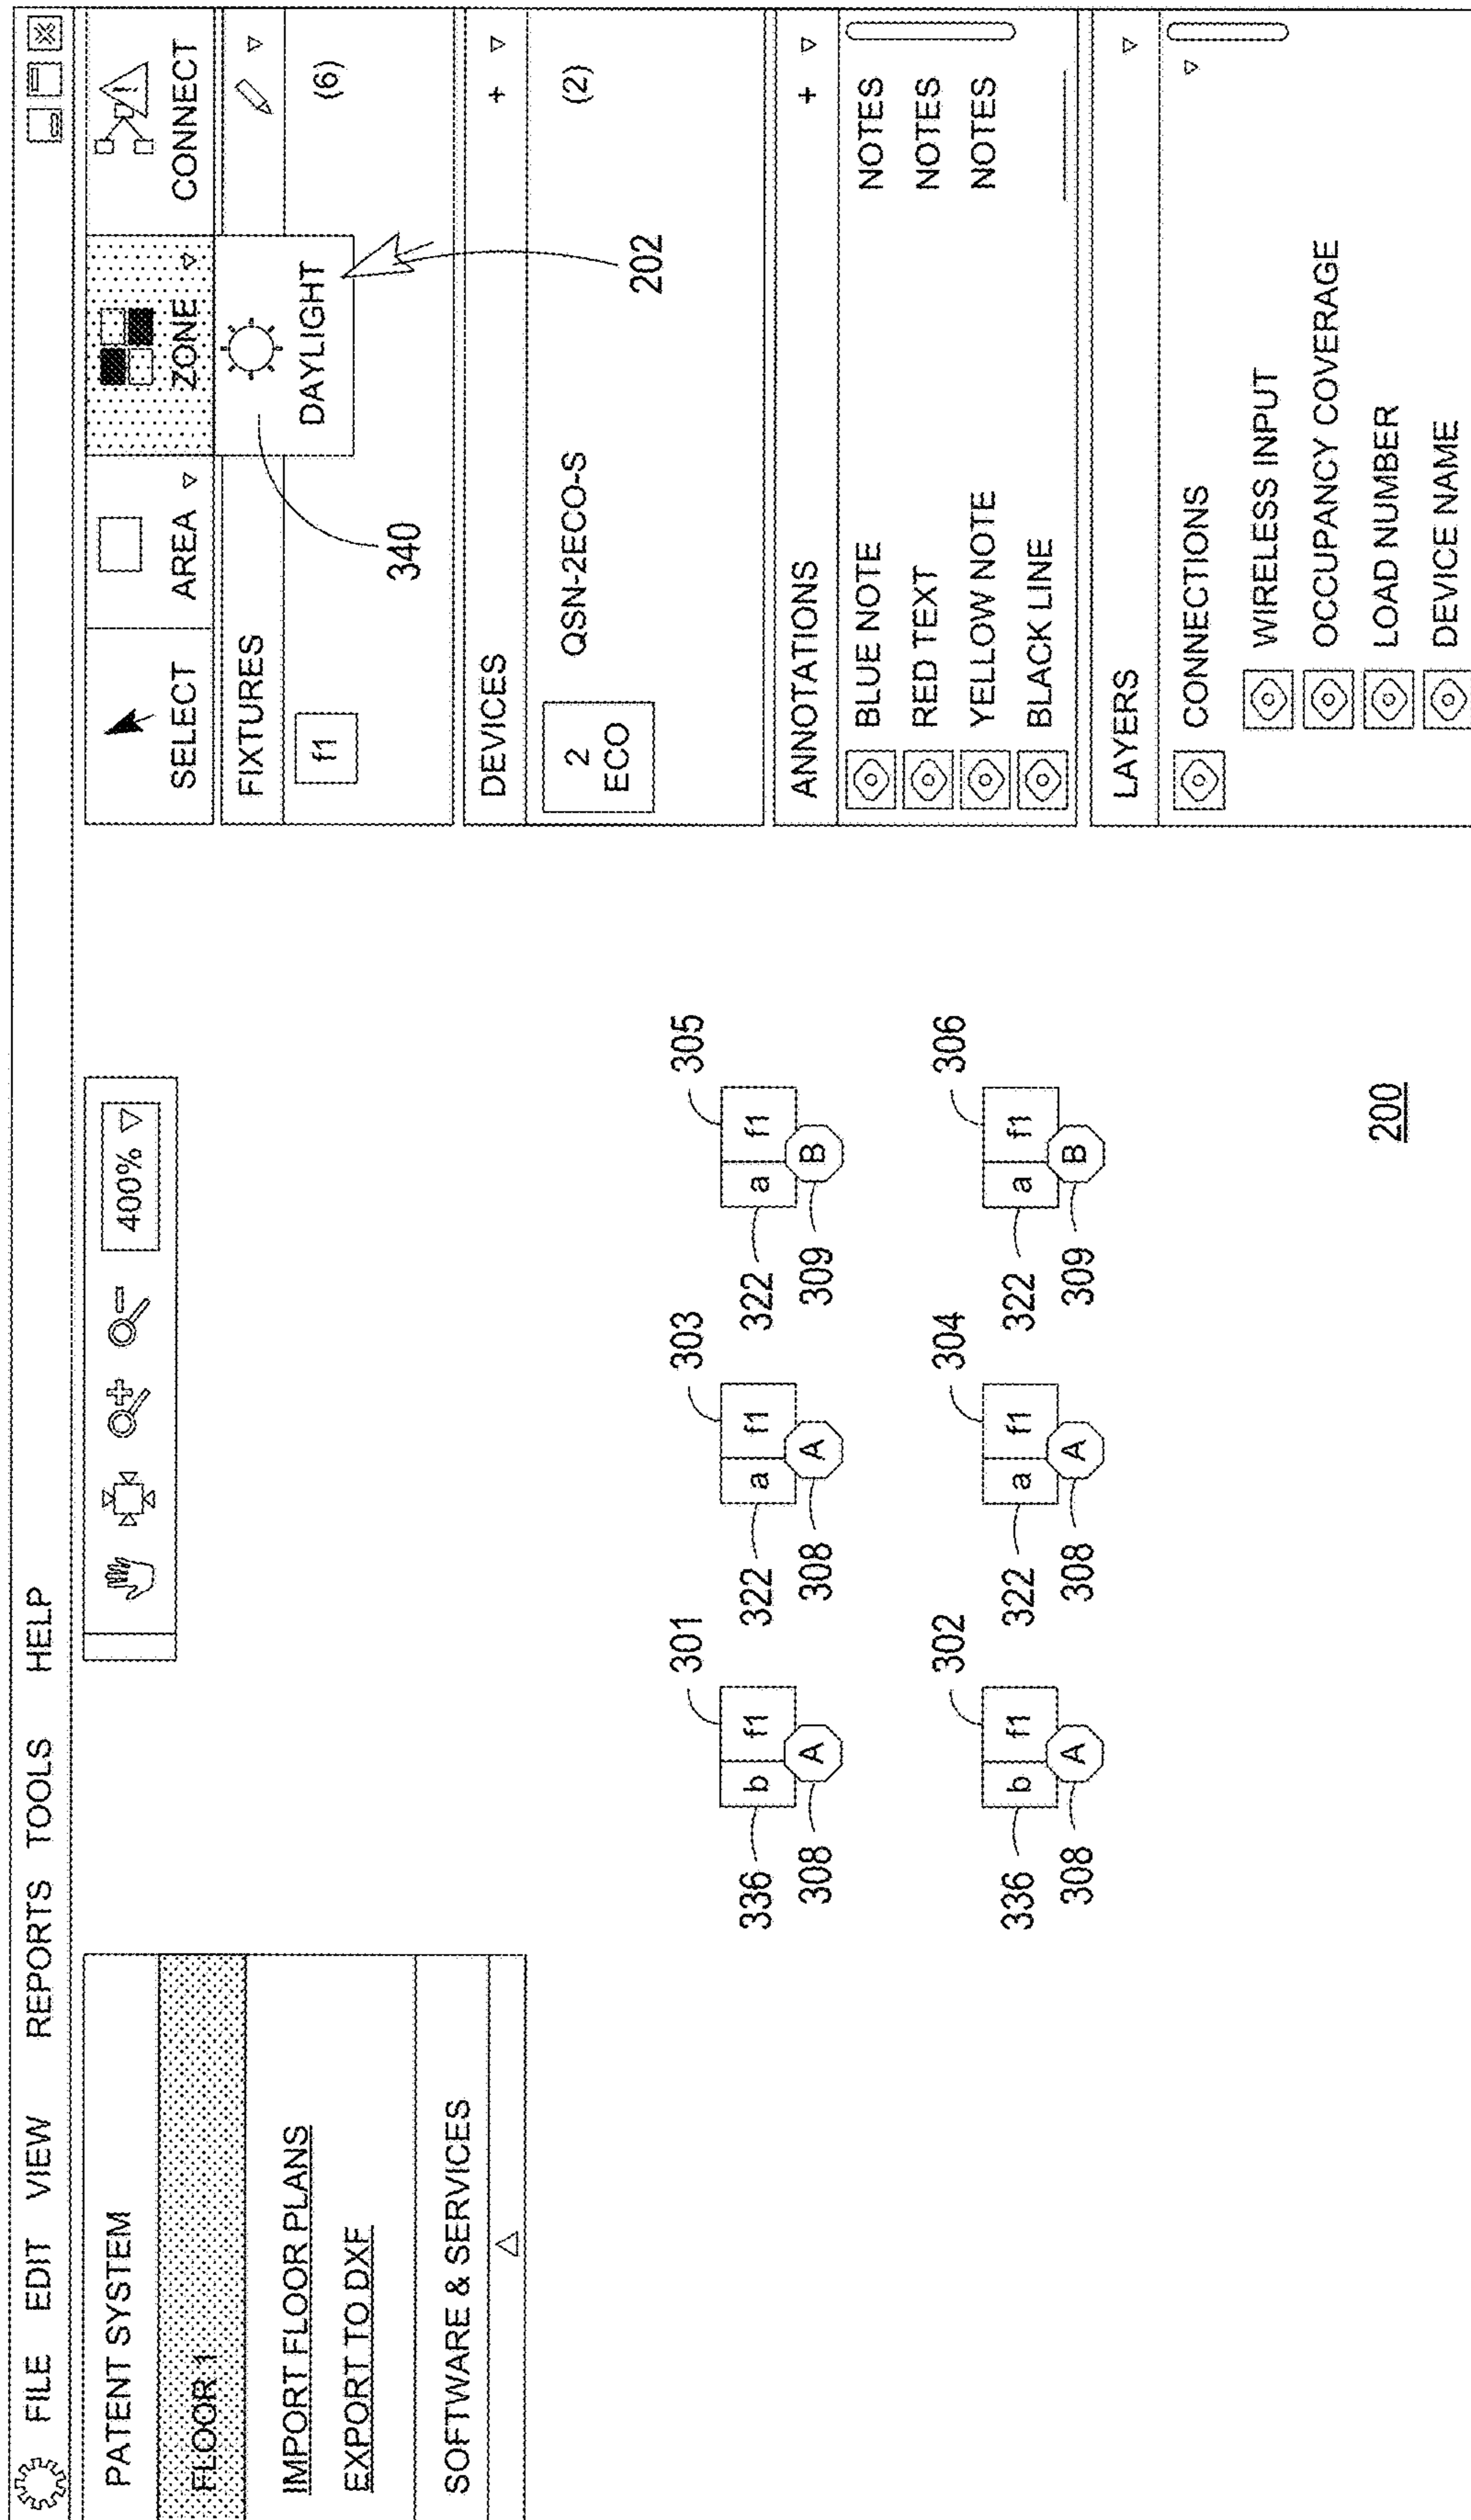 FILE EDIT VIEW REPORTS TOOLS HELP
PATENT SYSTEM
FLOOR 1
IMPORT FLOOR PLANS
EXPORT TO DXF
SOFTWARE & SERVICES
400%
SELECT AREA ZONE CONNECT
FIXTURES
f1 (6)
DAYLIGHT
340
202
DEVICES +
2 ECO QSN-2ECO-S (2)
ANNOTATIONS +
BLUE NOTE NOTES
RED TEXT NOTES
YELLOW NOTE NOTES
BLACK LINE
LAYERS
CONNECTIONS
WIRELESS INPUT
OCCUPANCY COVERAGE
LOAD NUMBER
DEVICE NAME
301 303 305
b f1 a f1 a f1
336 322 322
A A B
308 308 309
302 304 306
b f1 a f1 a f1
336 322 322
A A B
308 308 309
200